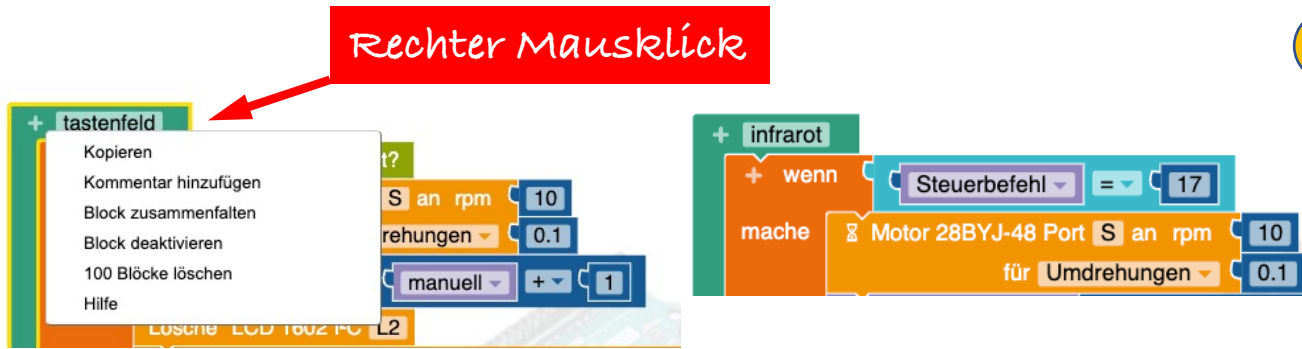 Rechter Mausklick
+ tastenfeld
Kopieren
Kommentar hinzufügen
Block zusammenfalten
Block deaktivieren
100 Blöcke löschen
Hilfe
t?
S an rpm 10
rehungen 0.1
manuell + 1
Lösche LCD 1602 I²C L2
+ infrarot
+ wenn Steuerbefehl = 17
mache Motor 28BYJ-48 Port S an rpm 10
für Umdrehungen 0.1